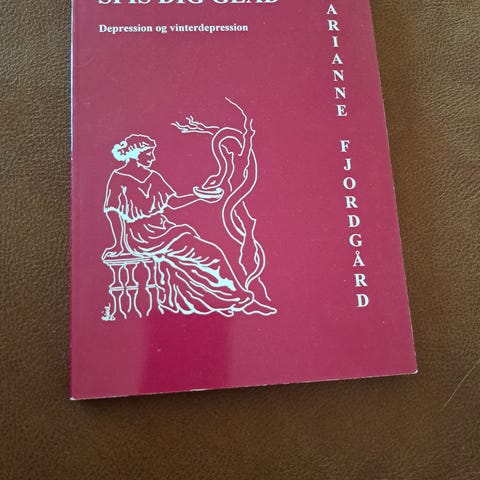 SPIS DIG GLAD
Depression og vinterdepression
ARIANNE FJORDGÅRD